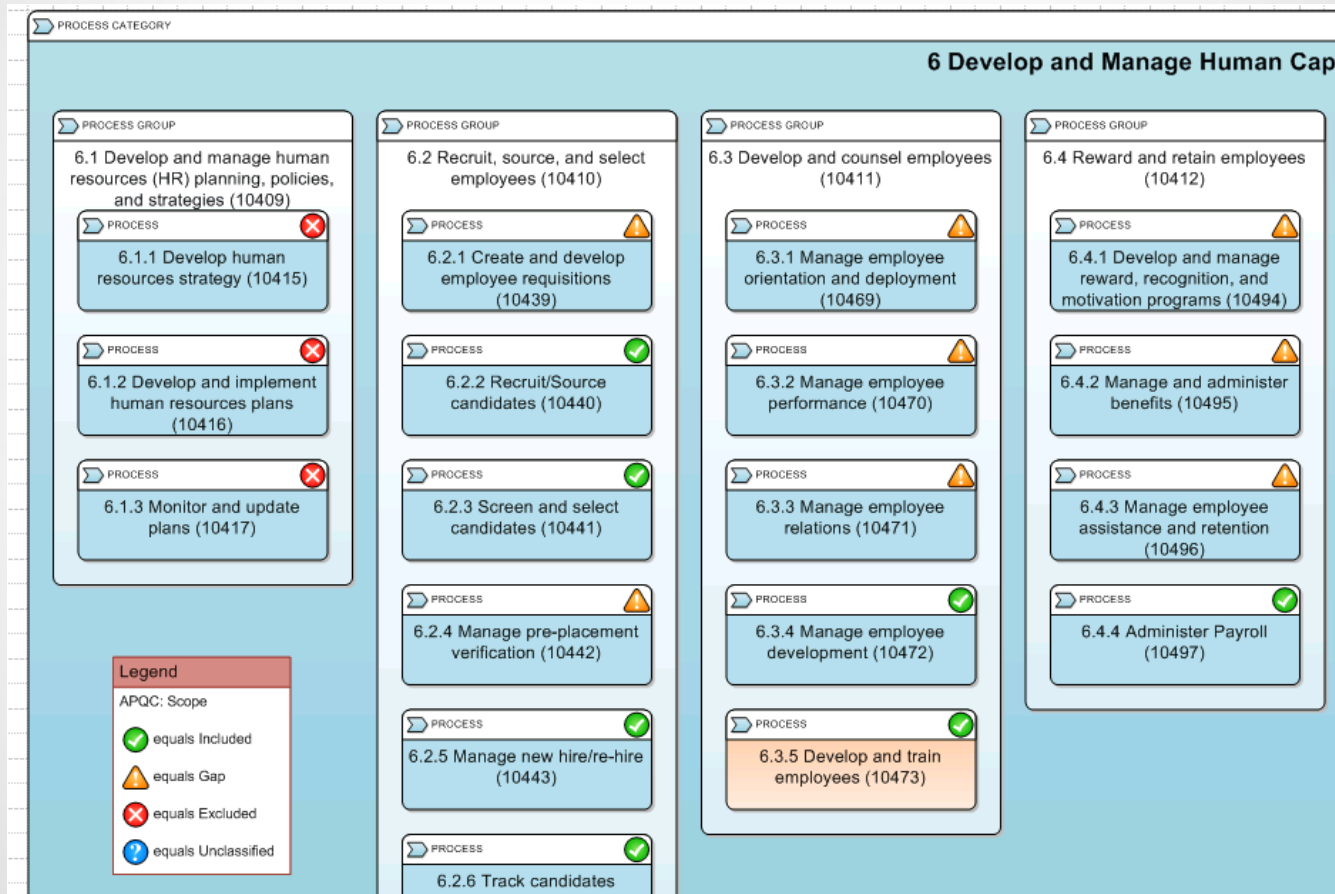 PROCESS CATEGORY
6 Develop and Manage Human Cap
PROCESS GROUP
6.1 Develop and manage human
resources (HR) planning, policies,
and strategies (10409)
PROCESS
6.1.1 Develop human
resources strategy (10415)
PROCESS
6.1.2 Develop and implement
human resources plans
(10416)
PROCESS
6.1.3 Monitor and update
plans (10417)
Legend
APQC: Scope
equals Included
equals Gap
equals Excluded
equals Unclassified
PROCESS GROUP
6.2 Recruit, source, and select
employees (10410)
PROCESS
6.2.1 Create and develop
employee requisitions
(10439)
PROCESS
6.2.2 Recruit/Source
candidates (10440)
PROCESS
6.2.3 Screen and select
candidates (10441)
PROCESS
6.2.4 Manage pre-placement
verification (10442)
PROCESS
6.2.5 Manage new hire/re-hire
(10443)
PROCESS
6.2.6 Track candidates
PROCESS GROUP
6.3 Develop and counsel employees
(10411)
PROCESS
6.3.1 Manage employee
orientation and deployment
(10469)
PROCESS
6.3.2 Manage employee
performance (10470)
PROCESS
6.3.3 Manage employee
relations (10471)
PROCESS
6.3.4 Manage employee
development (10472)
PROCESS
6.3.5 Develop and train
employees (10473)
PROCESS GROUP
6.4 Reward and retain employees
(10412)
PROCESS
6.4.1 Develop and manage
reward, recognition, and
motivation programs (10494)
PROCESS
6.4.2 Manage and administer
benefits (10495)
PROCESS
6.4.3 Manage employee
assistance and retention
(10496)
PROCESS
6.4.4 Administer Payroll
(10497)